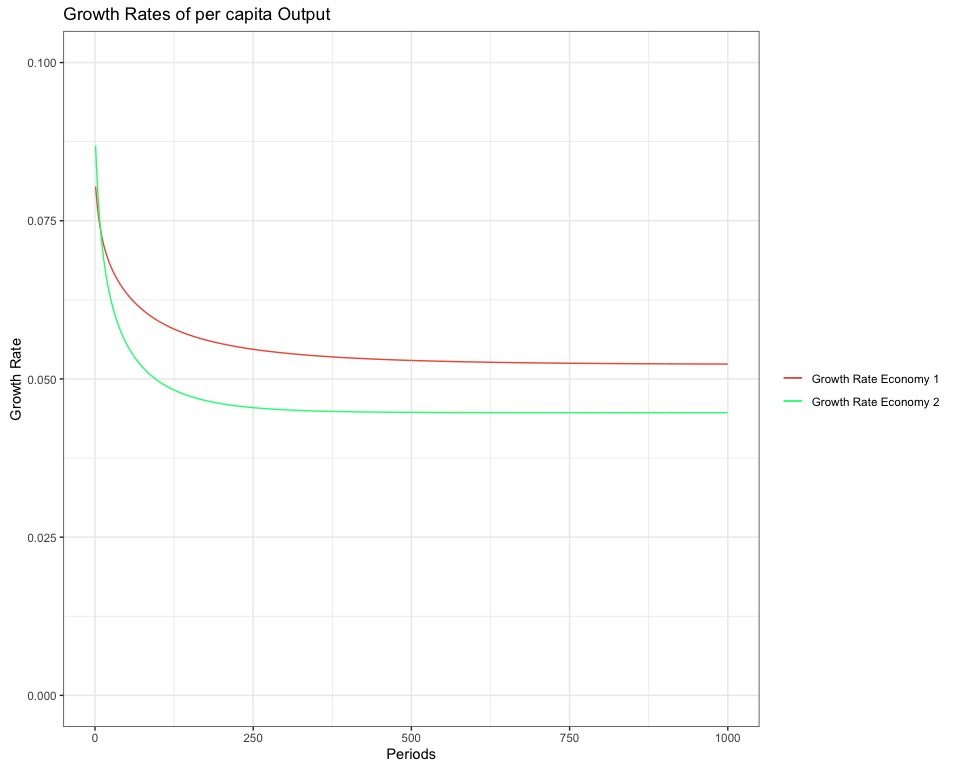 Growth Rates of per capita Output
Growth Rate
0.100
0.075
0.050
0.025
0.000
0 250 500 750 1000
Periods
Growth Rate Economy 1
Growth Rate Economy 2